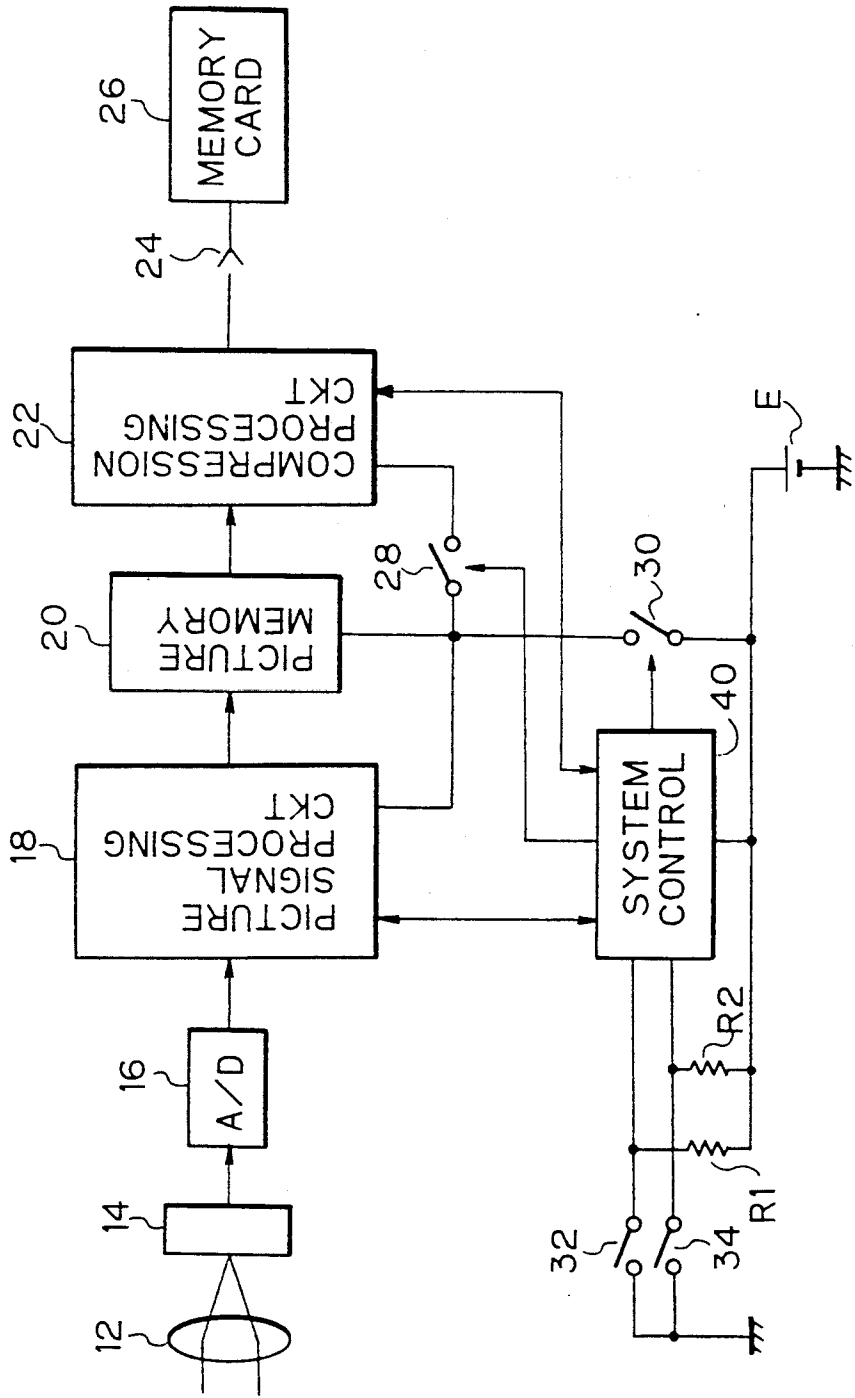 12
14
16
A/D
18
PICTURE
SIGNAL
PROCESSING
CKT
20
PICTURE
MEMORY
22
COMPRESSION
PROCESSING
CKT
24
26
MEMORY
CARD
28
30
32
34
R1
R2
SYSTEM
CONTROL
40
E